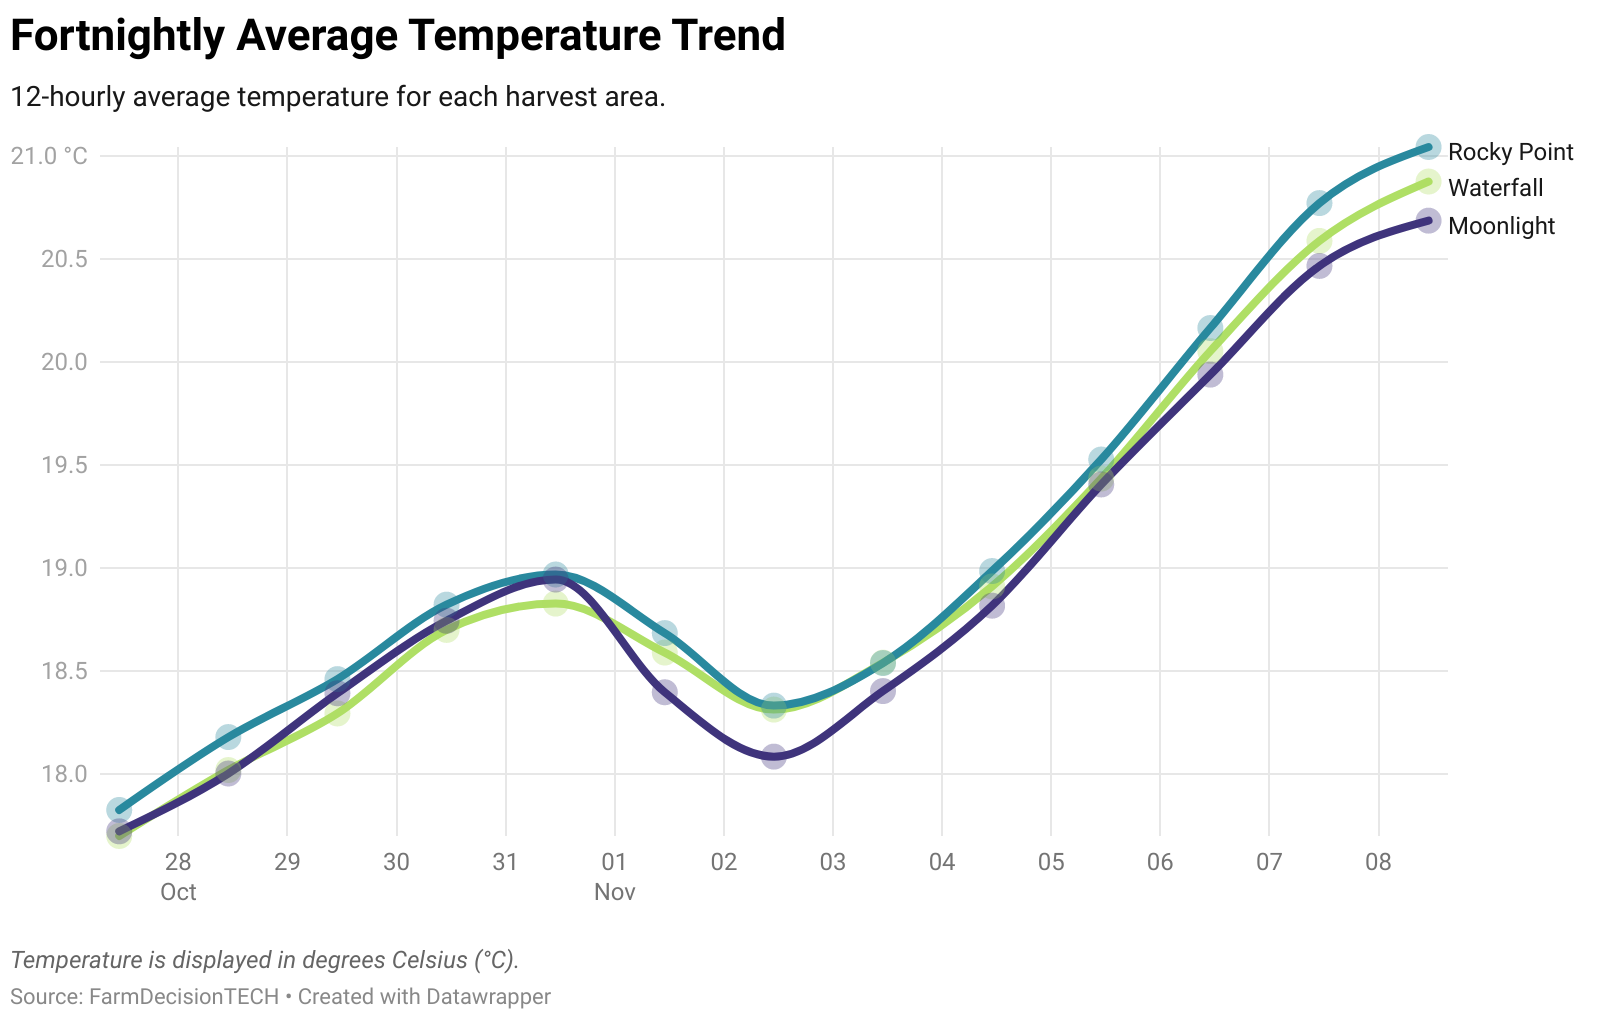 Fortnightly Average Temperature Trend
12-hourly average temperature for each harvest area.
21.0 °C
20.5
20.0
19.5
19.0
18.5
18.0
Rocky Point
Waterfall
Moonlight
28 29 30 31 01 02 03 04 05 06 07 08
Oct Nov
Temperature is displayed in degrees Celsius (°C).
Source: FarmDecisionTECH • Created with Datawrapper